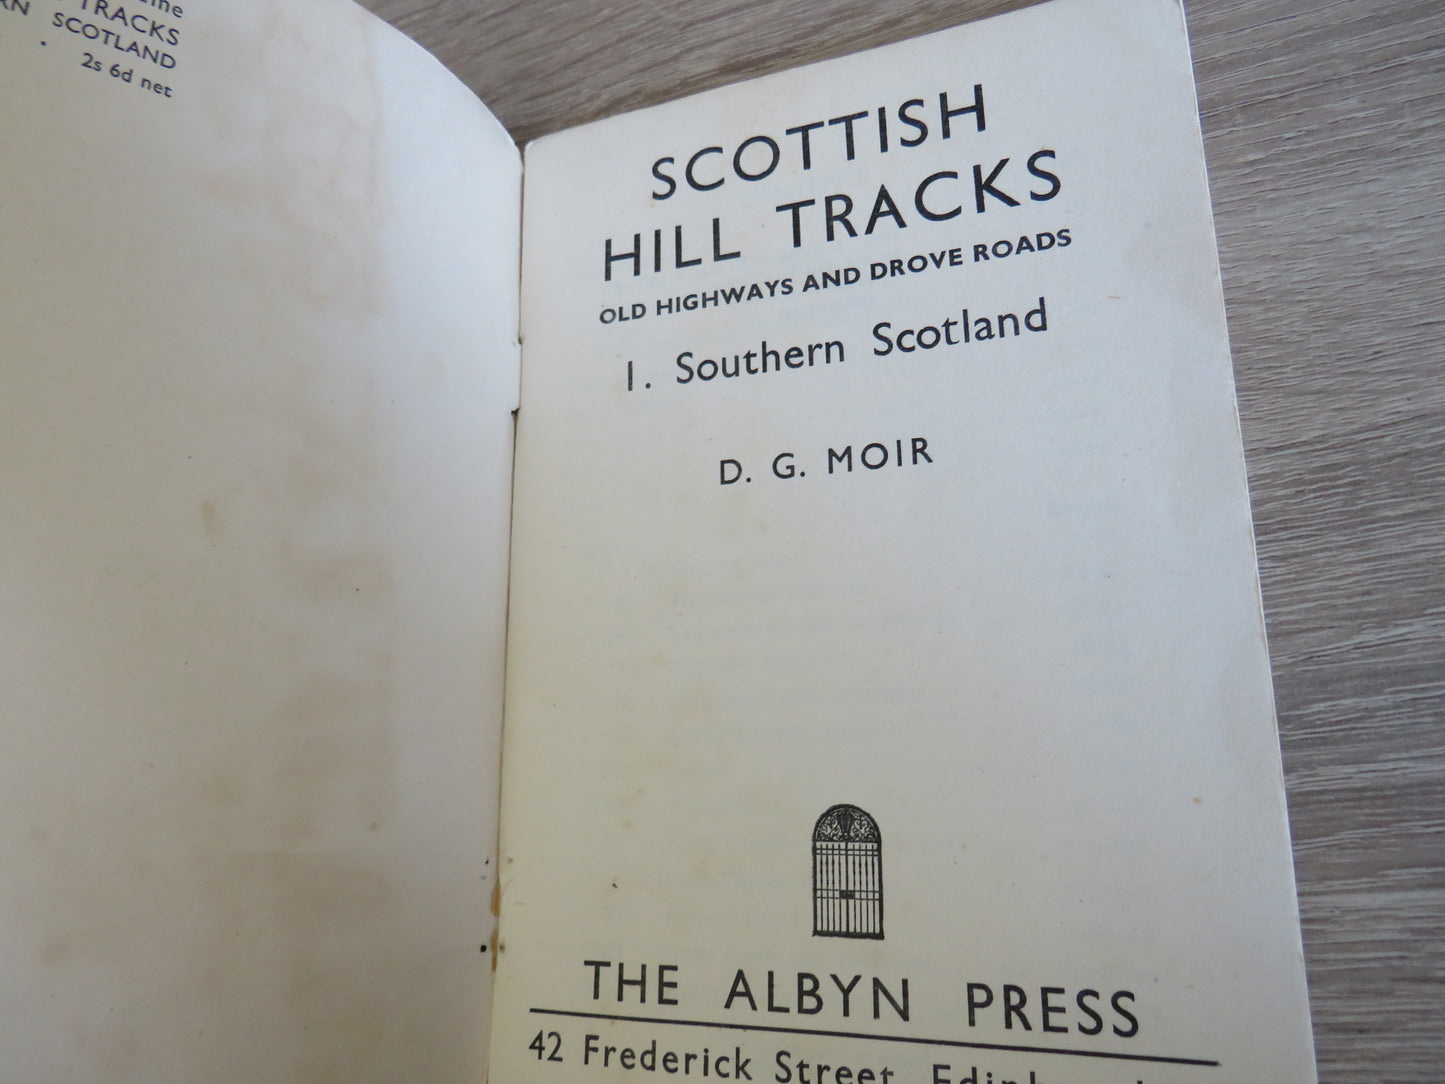 TRACKS
SCOTLAND
2s 6d net
SCOTTISH
HILL TRACKS
OLD HIGHWAYS AND DROVE ROADS
1. Southern Scotland
D. G. MOIR
THE ALBYN PRESS
42 Frederick Street,